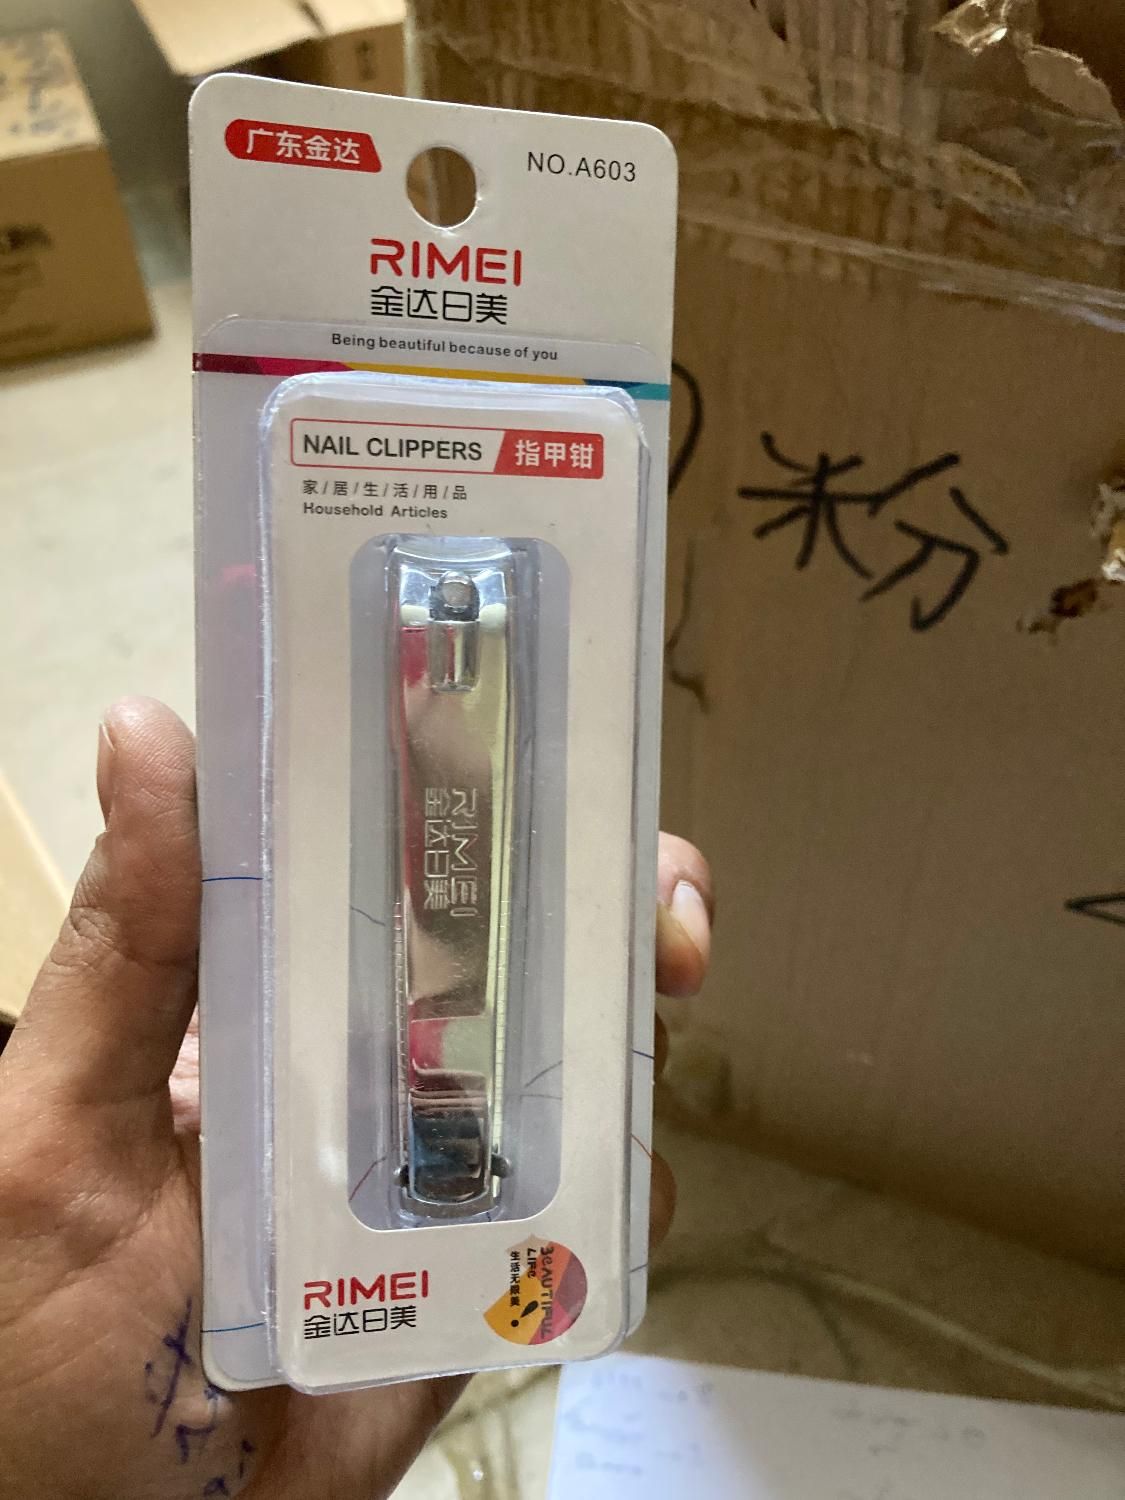 广东金达
NO.A603
RIMEI
金达日美
Being beautiful because of you
NAIL CLIPPERS 指甲钳
家/居/生/活/用/品
Household Articles
RIMEI
金达日美
RIMEI
金达日美
BEAUTIFUL
LIFE
生活无限美
米分